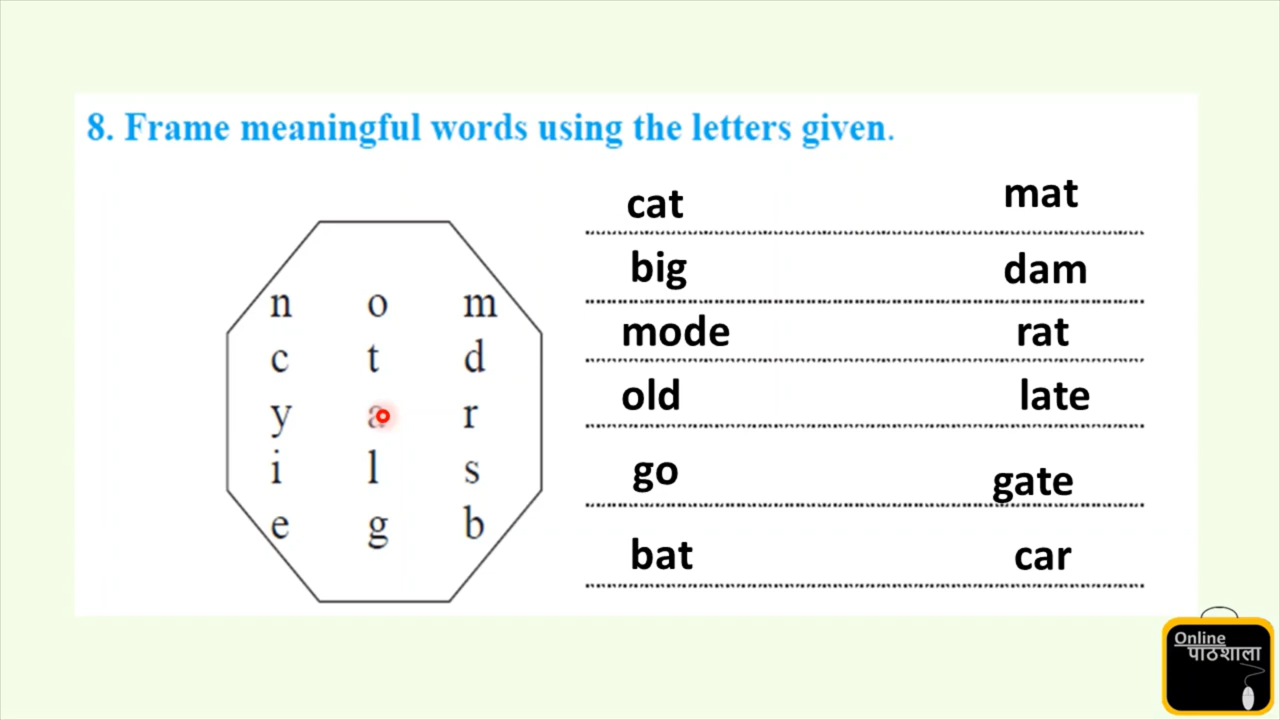 8. Frame meaningful words using the letters given.
n o m
c t d
y a r
i l s
e g b
cat mat
big dam
mode rat
old late
go gate
bat car
Online
पाठशाला